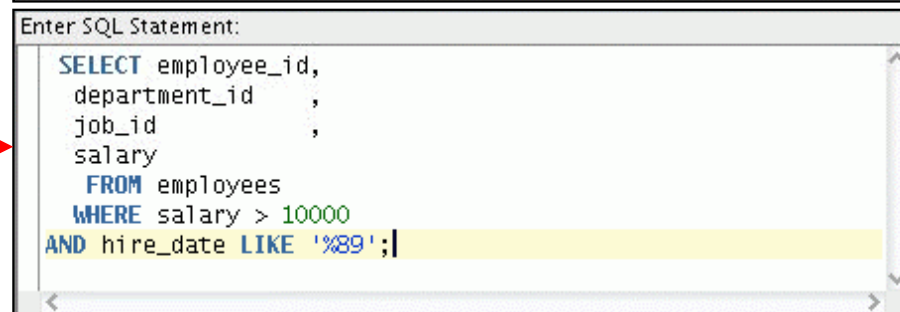 Enter SQL Statement:
SELECT employee_id,
department_id    ,
job_id           ,
salary
FROM employees
WHERE salary > 10000
AND hire_date LIKE '%89';